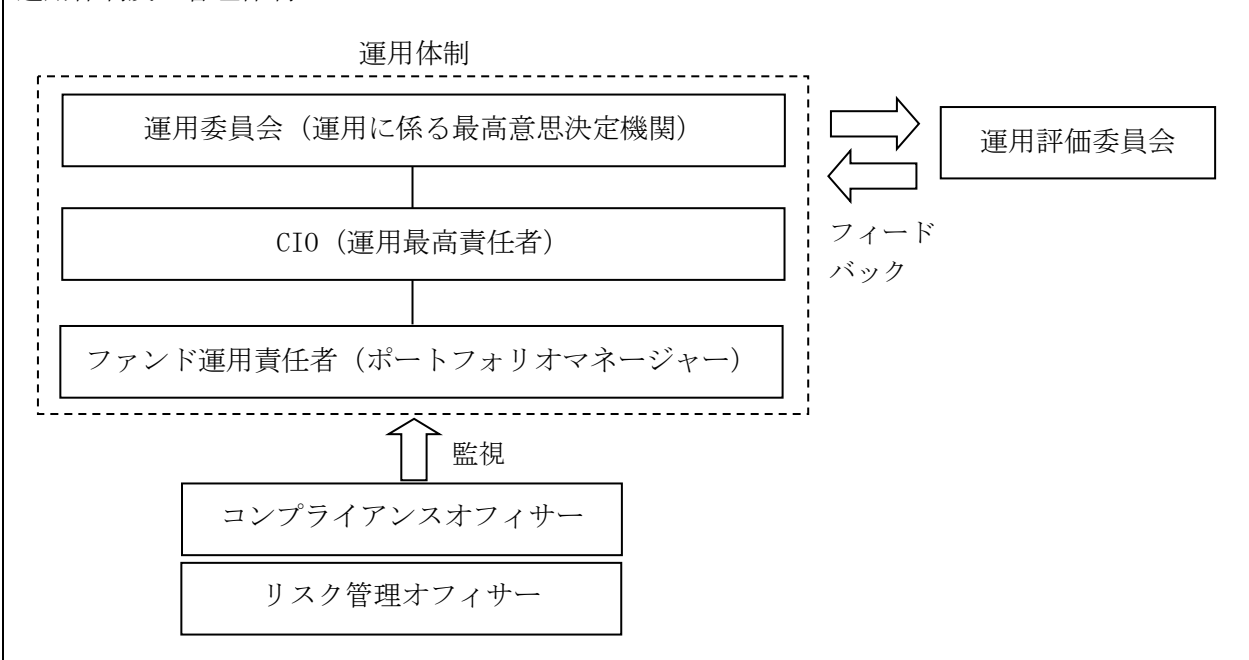 運用体制
運用委員会（運用に係る最高意思決定機関）
運用評価委員会
CIO（運用最高責任者）
フィード
バック
ファンド運用責任者（ポートフォリオマネージャー）
監視
コンプライアンスオフィサー
リスク管理オフィサー